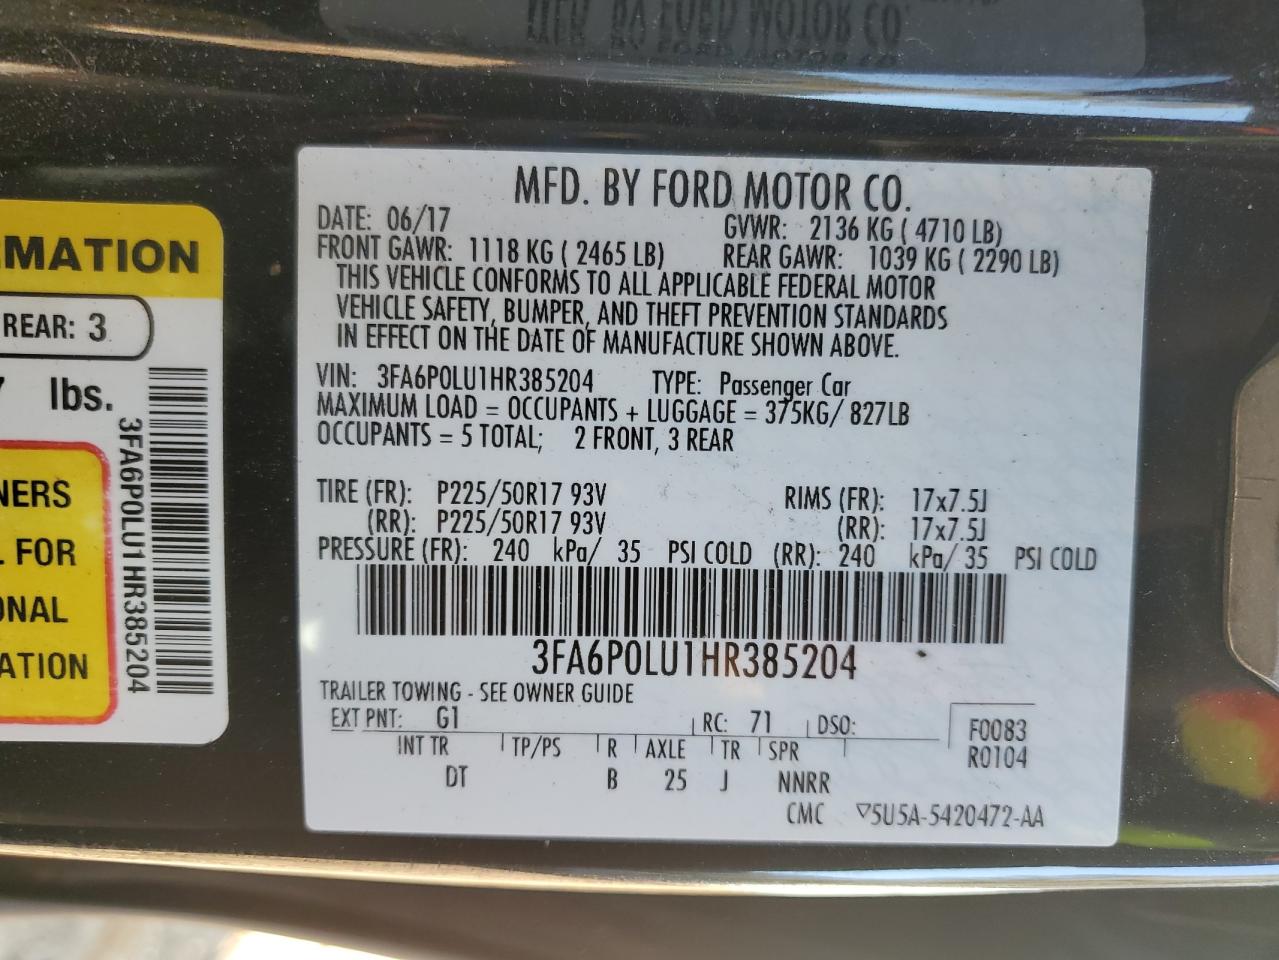 MFD. BY FORD MOTOR CO.
DATE: 06/17 GVWR: 2136 KG ( 4710 LB)
FRONT GAWR: 1118 KG ( 2465 LB) REAR GAWR: 1039 KG ( 2290 LB)
THIS VEHICLE CONFORMS TO ALL APPLICABLE FEDERAL MOTOR
VEHICLE SAFETY, BUMPER, AND THEFT PREVENTION STANDARDS
IN EFFECT ON THE DATE OF MANUFACTURE SHOWN ABOVE.
VIN: 3FA6P0LU1HR385204 TYPE: Passenger Car
MAXIMUM LOAD = OCCUPANTS + LUGGAGE = 375KG/ 827LB
OCCUPANTS = 5 TOTAL; 2 FRONT, 3 REAR
TIRE (FR): P225/50R17 93V RIMS (FR): 17x7.5J
(RR): P225/50R17 93V (RR): 17x7.5J
PRESSURE (FR): 240 kPa/ 35 PSI COLD (RR): 240 kPa/ 35 PSI COLD
3FA6P0LU1HR385204
TRAILER TOWING - SEE OWNER GUIDE
EXT PNT: G1 RC: 71 DSO: F0083
R0104
INT TR TP/PS R AXLE TR SPR
DT B 25 J NNRR
CMC ▽5U5A-5420472-AA
MATION
REAR: 3
lbs.
3FA6P0LU1HR385204
NERS
L FOR
ONAL
ATION